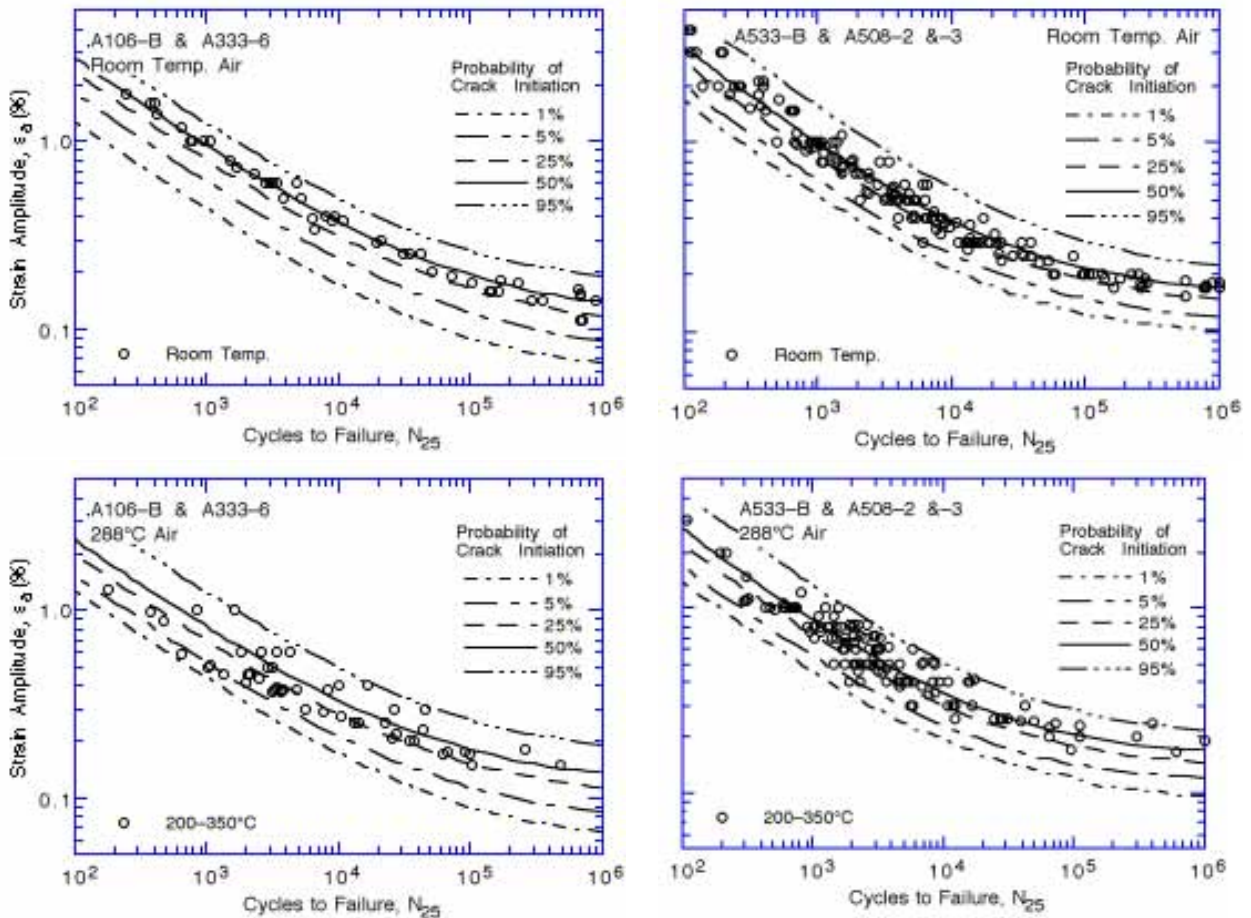 A106–B & A333–6
Room Temp. Air
Probability of
Crack Initiation
1%
5%
25%
50%
95%
Room Temp.
Strain Amplitude, εa (%)
1.0
0.1
10² 10³ 10⁴ 10⁵ 10⁶
Cycles to Failure, N25
A533–B & A508–2 &–3
Room Temp. Air
Probability of
Crack Initiation
1%
5%
25%
50%
95%
Room Temp.
10² 10³ 10⁴ 10⁵ 10⁶
Cycles to Failure, N25
A106–B & A333–6
288°C Air
Probability of
Crack Initiation
1%
5%
25%
50%
95%
200–350°C
Strain Amplitude, εa (%)
1.0
0.1
10² 10³ 10⁴ 10⁵ 10⁶
Cycles to Failure, N25
A533–B & A508–2 &–3
288°C Air
Probability of
Crack Initiation
1%
5%
25%
50%
95%
200–350°C
10² 10³ 10⁴ 10⁵ 10⁶
Cycles to Failure, N25